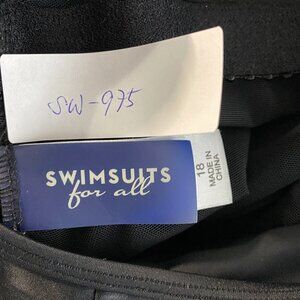 SW-975
SWIMSUITS
for all
18
MADE IN
CHINA